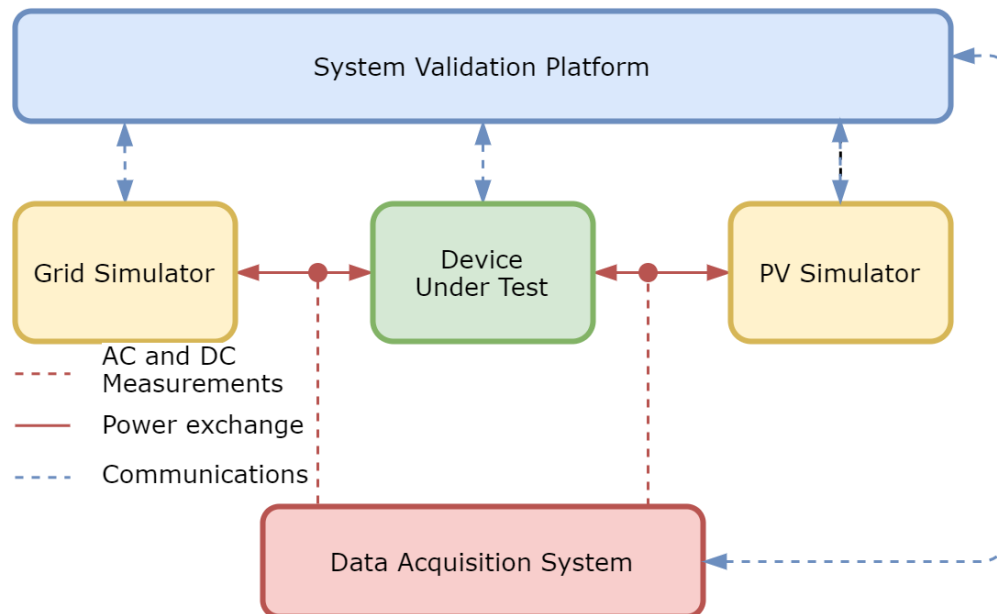 System Validation Platform
Grid Simulator
Device
Under Test
PV Simulator
AC and DC
Measurements
Power exchange
Communications
Data Acquisition System